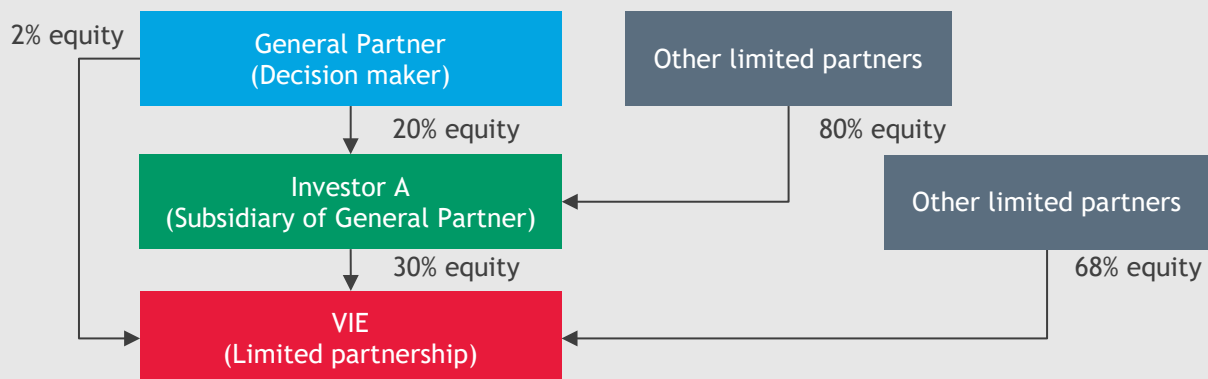 2% equity
General Partner
(Decision maker)
Other limited partners
20% equity
80% equity
Investor A
(Subsidiary of General Partner)
Other limited partners
30% equity
68% equity
VIE
(Limited partnership)